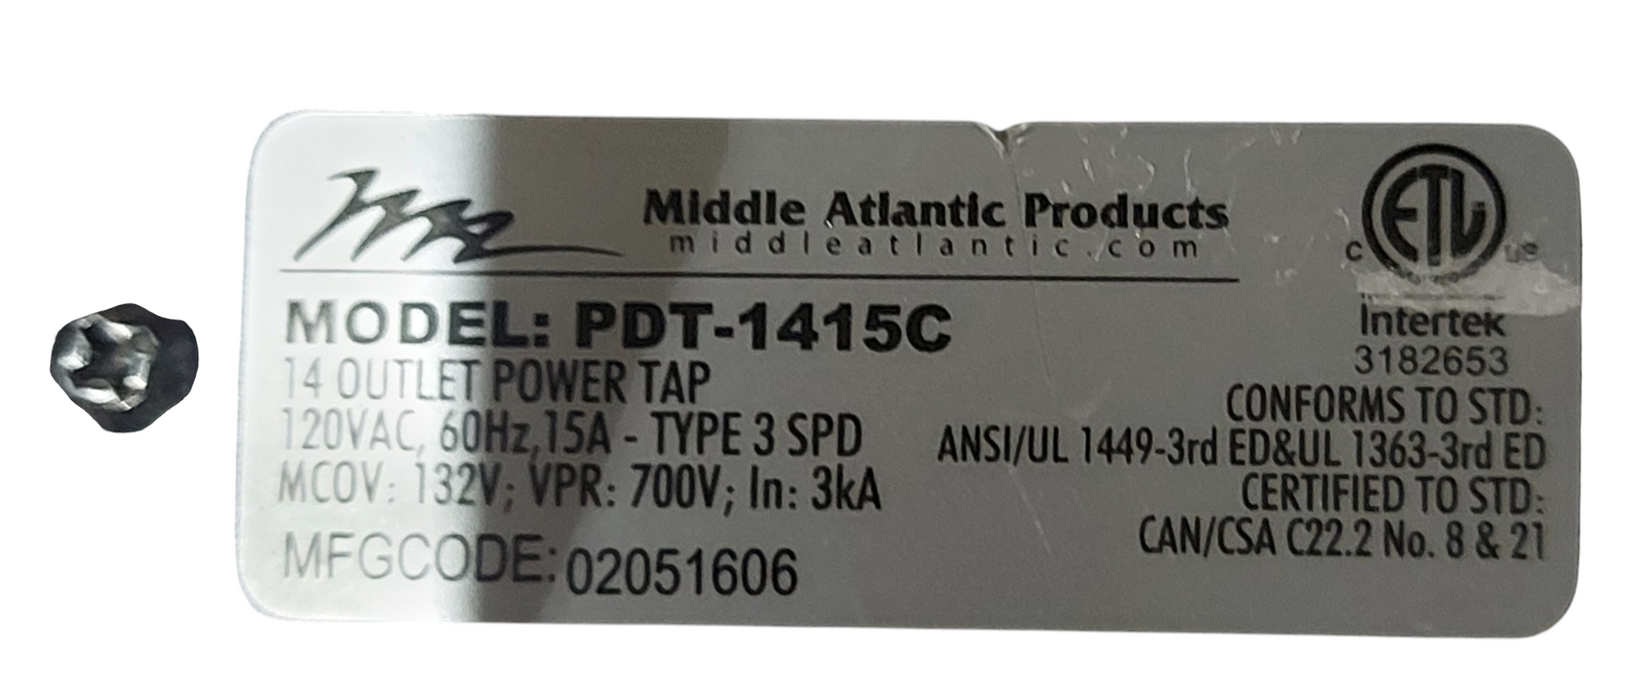 Middle Atlantic Products
middleatlantic.com
ETL
c us
Intertek
3182653
MODEL: PDT-1415C
14 OUTLET POWER TAP
120VAC, 60Hz,15A - TYPE 3 SPD
MCOV: 132V; VPR: 700V; In: 3kA
MFGCODE: 02051606
CONFORMS TO STD:
ANSI/UL 1449-3rd ED&UL 1363-3rd ED
CERTIFIED TO STD:
CAN/CSA C22.2 No. 8 & 21